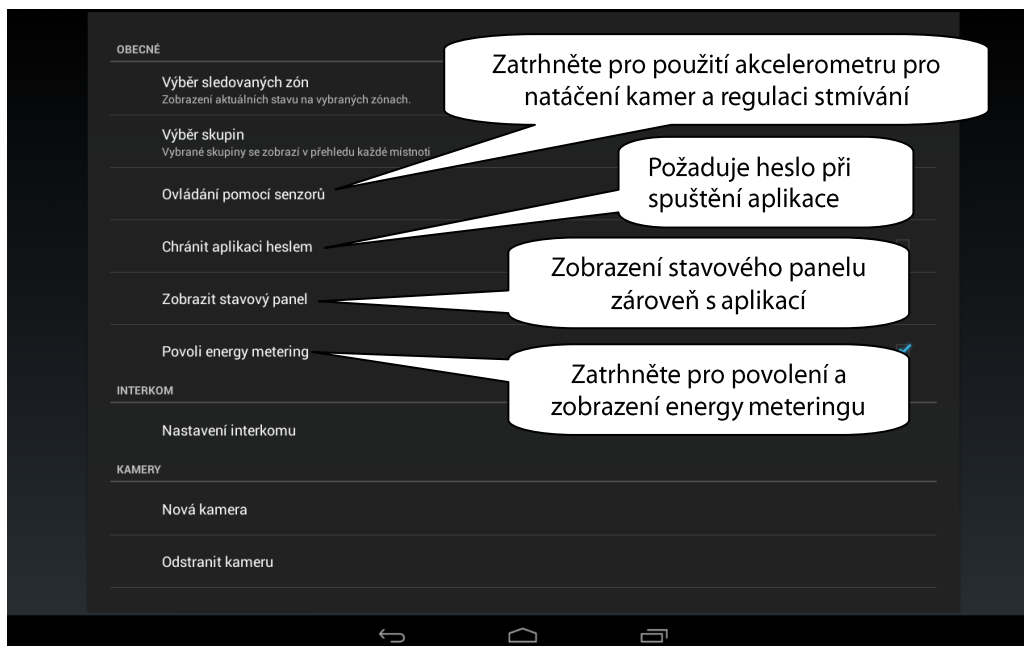 OBECNÉ
Zatrhněte pro použití akcelerometru pro
natáčení kamer a regulaci stmívání
Výběr sledovaných zón
Zobrazení aktuálních stavu na vybraných zónach.
Výběr skupin
Vybrané skupiny se zobrazí v přehledu každé místnoti
Požaduje heslo při
spuštění aplikace
Ovládání pomocí senzorů
Chránit aplikaci heslem
Zobrazení stavového panelu
zároveň s aplikací
Zobrazit stavový panel
Povoli energy metering
Zatrhněte pro povolení a
zobrazení energy meteringu
INTERKOM
Nastavení interkomu
KAMERY
Nová kamera
Odstranit kameru